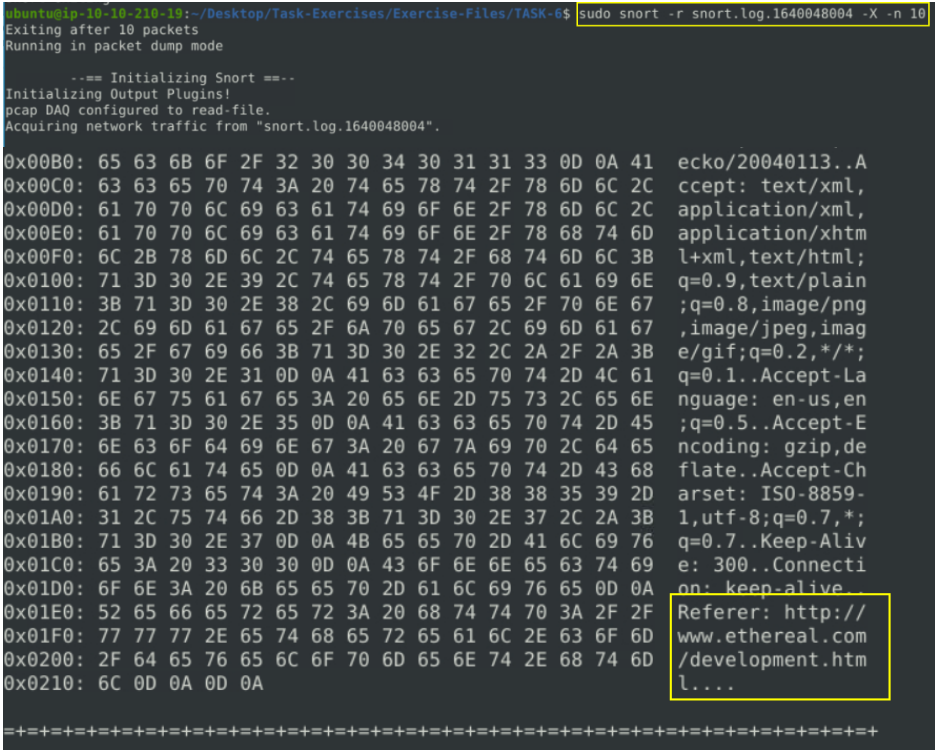 ubuntu@ip-10-10-210-19:~/Desktop/Task-Exercises/Exercise-Files/TASK-6$ sudo snort -r snort.log.1640048004 -X -n 10
Exiting after 10 packets
Running in packet dump mode
--== Initializing Snort ==--
Initializing Output Plugins!
pcap DAQ configured to read-file.
Acquiring network traffic from "snort.log.1640048004".
0x00B0: 65 63 6B 6F 2F 32 30 30 34 30 31 31 33 0D 0A 41 ecko/20040113..A
0x00C0: 63 63 65 70 74 3A 20 74 65 78 74 2F 78 6D 6C 2C ccept: text/xml,
0x00D0: 61 70 70 6C 69 63 61 74 69 6F 6E 2F 78 6D 6C 2C application/xml,
0x00E0: 61 70 70 6C 69 63 61 74 69 6F 6E 2F 78 68 74 6D application/xhtm
0x00F0: 6C 2B 78 6D 6C 2C 74 65 78 74 2F 68 74 6D 6C 3B l+xml,text/html;
0x0100: 71 3D 30 2E 39 2C 74 65 78 74 2F 70 6C 61 69 6E q=0.9,text/plain
0x0110: 3B 71 3D 30 2E 38 2C 69 6D 61 67 65 2F 70 6E 67 ;q=0.8,image/png
0x0120: 2C 69 6D 61 67 65 2F 6A 70 65 67 2C 69 6D 61 67 ,image/jpeg,imag
0x0130: 65 2F 67 69 66 3B 71 3D 30 2E 32 2C 2A 2F 2A 3B e/gif;q=0.2,*/*;
0x0140: 71 3D 30 2E 31 0D 0A 41 63 63 65 70 74 2D 4C 61 q=0.1..Accept-La
0x0150: 6E 67 75 61 67 65 3A 20 65 6E 2D 75 73 2C 65 6E nguage: en-us,en
0x0160: 3B 71 3D 30 2E 35 0D 0A 41 63 63 65 70 74 2D 45 ;q=0.5..Accept-E
0x0170: 6E 63 6F 64 69 6E 67 3A 20 67 7A 69 70 2C 64 65 ncoding: gzip,de
0x0180: 66 6C 61 74 65 0D 0A 41 63 63 65 70 74 2D 43 68 flate..Accept-Ch
0x0190: 61 72 73 65 74 3A 20 49 53 4F 2D 38 38 35 39 2D arset: ISO-8859-
0x01A0: 31 2C 75 74 66 2D 38 3B 71 3D 30 2E 37 2C 2A 3B 1,utf-8;q=0.7,*;
0x01B0: 71 3D 30 2E 37 0D 0A 4B 65 65 70 2D 41 6C 69 76 q=0.7..Keep-Aliv
0x01C0: 65 3A 20 33 30 30 0D 0A 43 6F 6E 6E 65 63 74 69 e: 300..Connecti
0x01D0: 6F 6E 3A 20 6B 65 65 70 2D 61 6C 69 76 65 0D 0A on: keep-alive..
0x01E0: 52 65 66 65 72 65 72 3A 20 68 74 74 70 3A 2F 2F Referer: http://
0x01F0: 77 77 77 2E 65 74 68 65 72 65 61 6C 2E 63 6F 6D www.ethereal.com
0x0200: 2F 64 65 76 65 6C 6F 70 6D 65 6E 74 2E 68 74 6D /development.htm
0x0210: 6C 0D 0A 0D 0A l....
=+=+=+=+=+=+=+=+=+=+=+=+=+=+=+=+=+=+=+=+=+=+=+=+=+=+=+=+=+=+=+=+=+=+=+=+=+